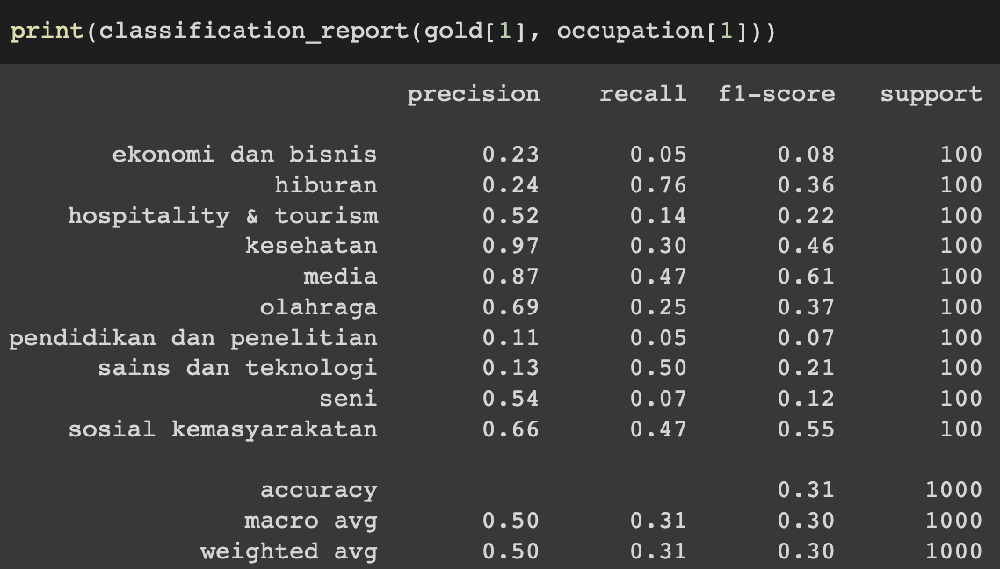 print(classification_report(gold[1], occupation[1]))
precision recall f1-score support
ekonomi dan bisnis 0.23 0.05 0.08 100
hiburan 0.24 0.76 0.36 100
hospitality & tourism 0.52 0.14 0.22 100
kesehatan 0.97 0.30 0.46 100
media 0.87 0.47 0.61 100
olahraga 0.69 0.25 0.37 100
pendidikan dan penelitian 0.11 0.05 0.07 100
sains dan teknologi 0.13 0.50 0.21 100
seni 0.54 0.07 0.12 100
sosial kemasyarakatan 0.66 0.47 0.55 100
accuracy 0.31 1000
macro avg 0.50 0.31 0.30 1000
weighted avg 0.50 0.31 0.30 1000